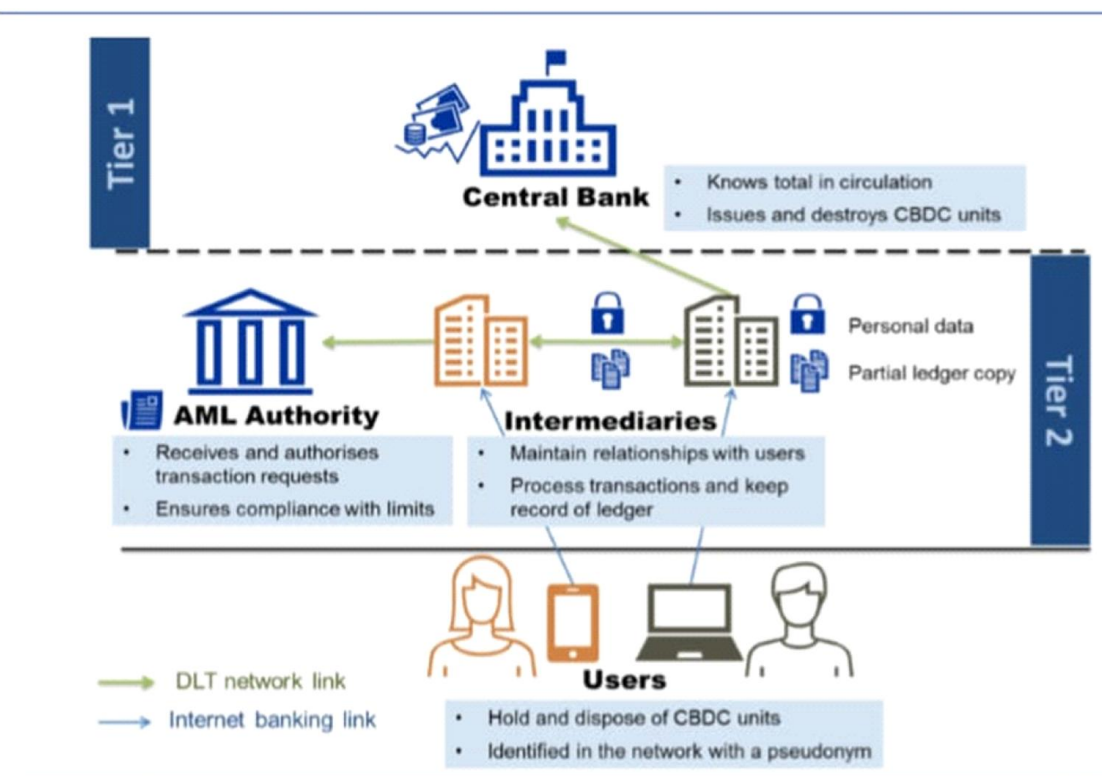 Tier 1
Central Bank
• Knows total in circulation
• Issues and destroys CBDC units
Tier 2
Personal data
Partial ledger copy
AML Authority
• Receives and authorises
transaction requests
• Ensures compliance with limits
Intermediaries
• Maintain relationships with users
• Process transactions and keep
record of ledger
Users
• Hold and dispose of CBDC units
• Identified in the network with a pseudonym
DLT network link
Internet banking link